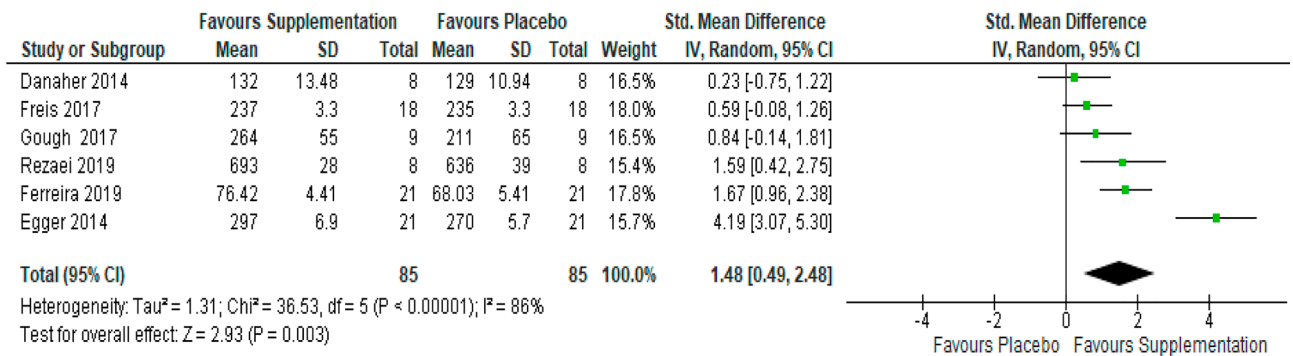 Favours Supplementation Favours Placebo Std. Mean Difference Std. Mean Difference
Study or Subgroup Mean SD Total Mean SD Total Weight IV, Random, 95% CI IV, Random, 95% CI
Danaher 2014 132 13.48 8 129 10.94 8 16.5% 0.23 [-0.75, 1.22]
Freis 2017 237 3.3 18 235 3.3 18 18.0% 0.59 [-0.08, 1.26]
Gough 2017 264 55 9 211 65 9 16.5% 0.84 [-0.14, 1.81]
Rezaei 2019 693 28 8 636 39 8 15.4% 1.59 [0.42, 2.75]
Ferreira 2019 76.42 4.41 21 68.03 5.41 21 17.8% 1.67 [0.96, 2.38]
Egger 2014 297 6.9 21 270 5.7 21 15.7% 4.19 [3.07, 5.30]
Total (95% CI) 85 85 100.0% 1.48 [0.49, 2.48]
Heterogeneity: Tau² = 1.31; Chi² = 36.53, df = 5 (P < 0.00001); I² = 86%
Test for overall effect: Z = 2.93 (P = 0.003)
-4 -2 0 2 4
Favours Placebo Favours Supplementation